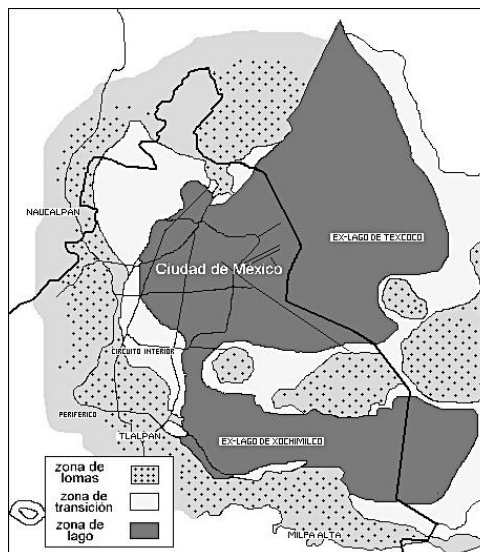 NAUCALPAN
EX-LAGO DE TEXCOCO
Ciudad de Mexico
CIRCUITO INTERIOR
PERIFERICO
TLALPAN
EX-LAGO DE XOCHIMILCO
zona de
lomas
zona de
transición
zona de
lago
MILPA ALTA